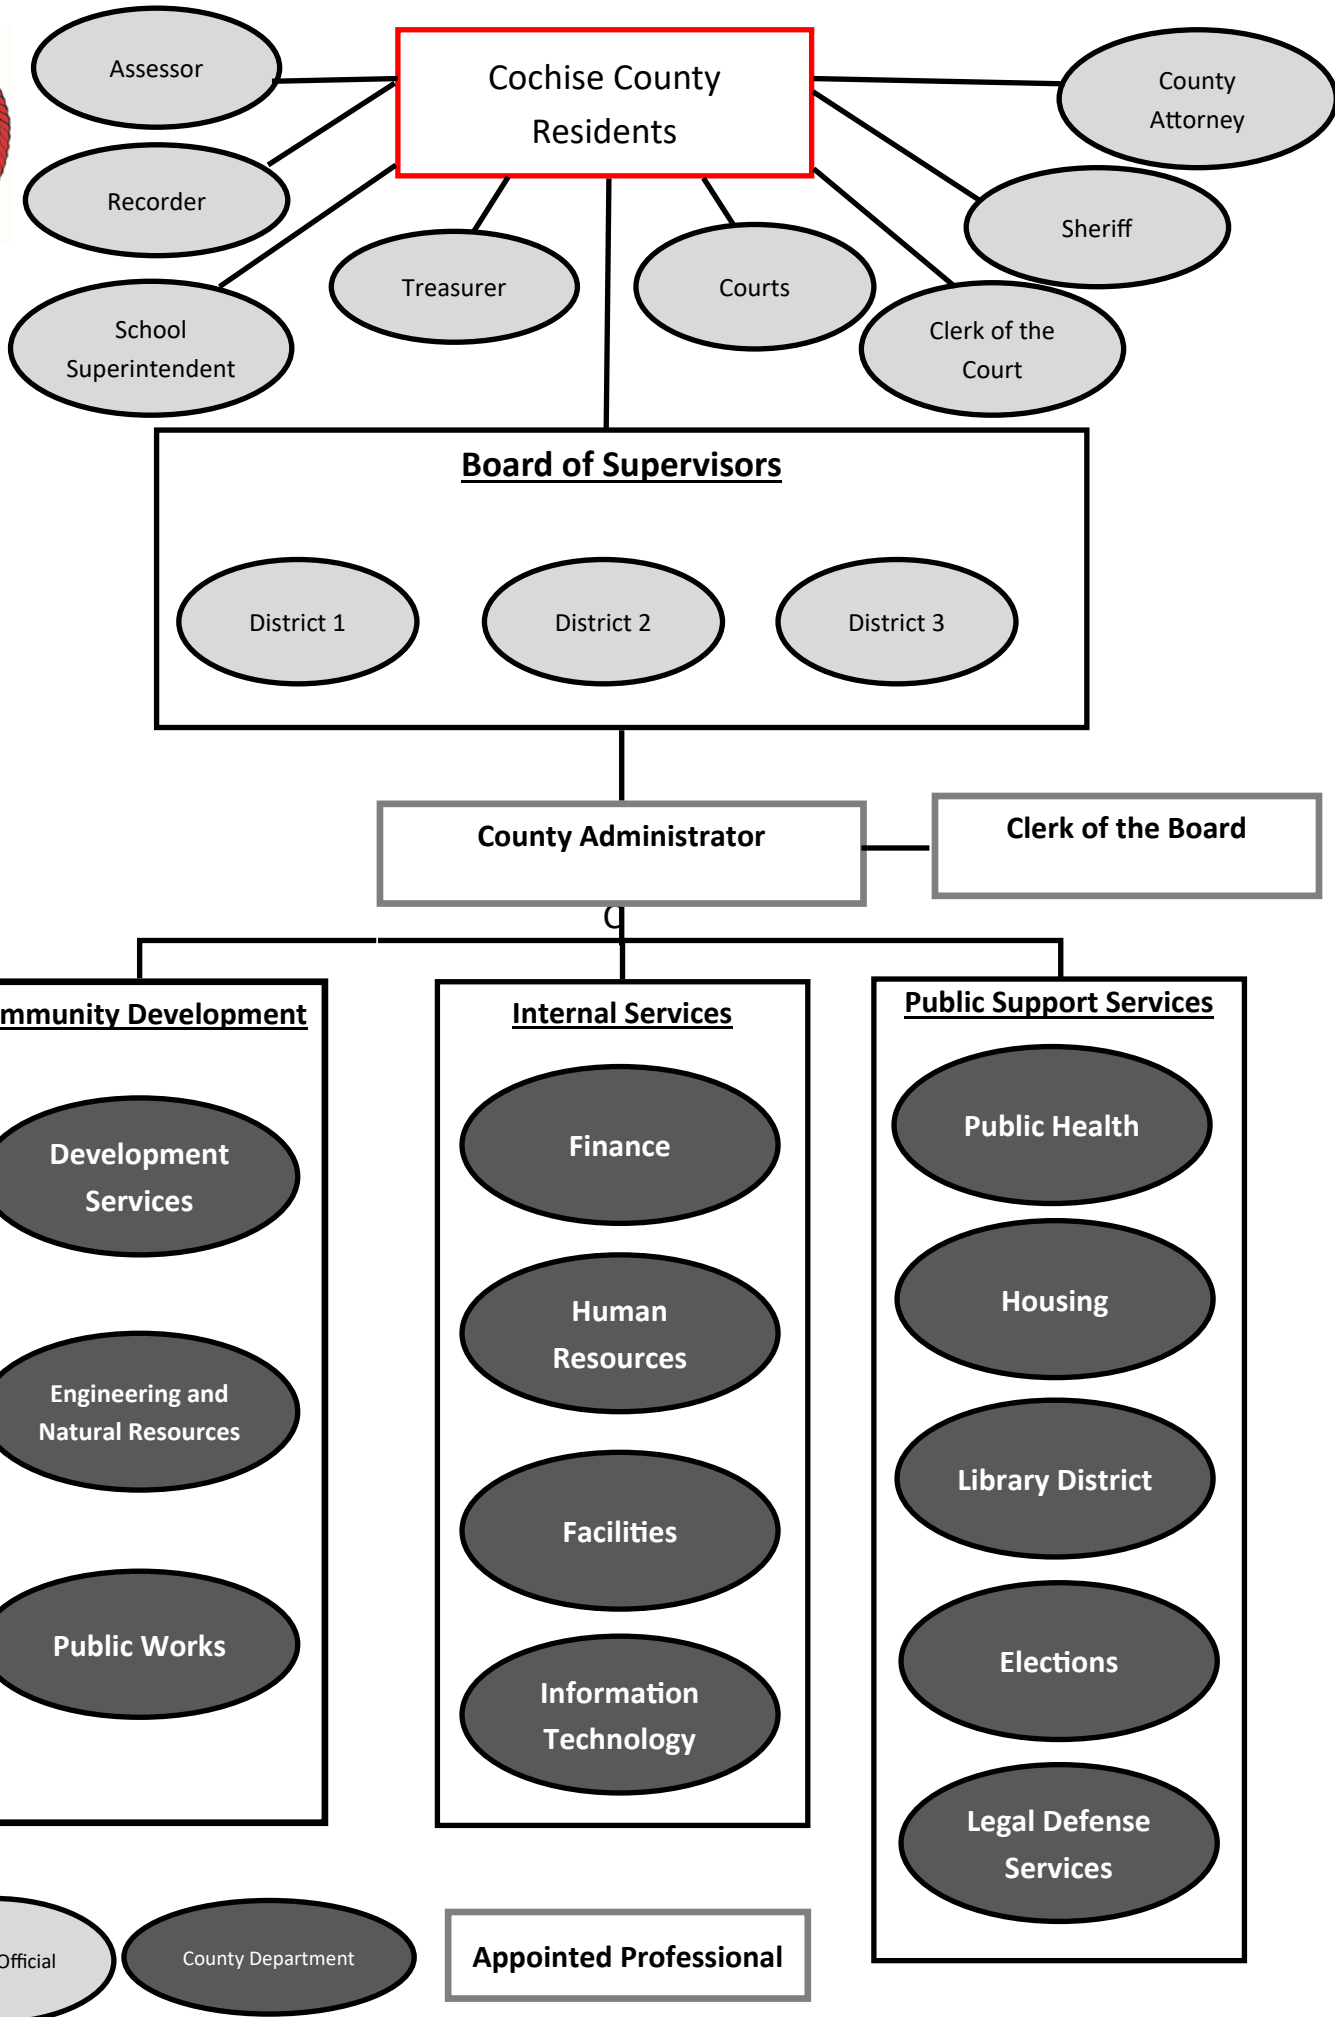 Assessor
Cochise County
Residents
County
Attorney
Recorder
Sheriff
Treasurer
Courts
School
Superintendent
Clerk of the
Court
Board of Supervisors
District 1
District 2
District 3
County Administrator
Clerk of the Board
mmunity Development
Development
Services
Engineering and
Natural Resources
Public Works
Internal Services
Finance
Human
Resources
Facilities
Information
Technology
Public Support Services
Public Health
Housing
Library District
Elections
Legal Defense
Services
Official
County Department
Appointed Professional